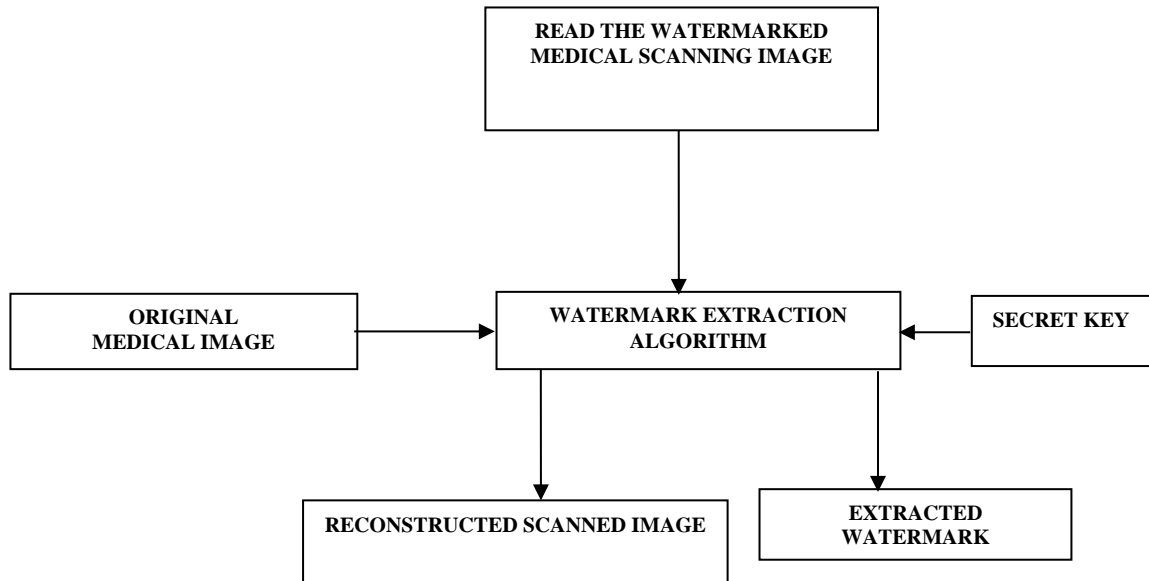 READ THE WATERMARKED
MEDICAL SCANNING IMAGE
ORIGINAL
MEDICAL IMAGE
WATERMARK EXTRACTION
ALGORITHM
SECRET KEY
RECONSTRUCTED SCANNED IMAGE
EXTRACTED
WATERMARK